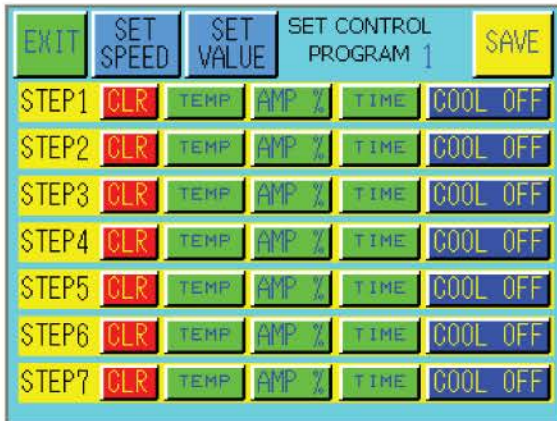 EXIT SET SPEED SET VALUE SET CONTROL PROGRAM 1 SAVE
STEP1 CLR TEMP AMP % TIME COOL OFF
STEP2 CLR TEMP AMP % TIME COOL OFF
STEP3 CLR TEMP AMP % TIME COOL OFF
STEP4 CLR TEMP AMP % TIME COOL OFF
STEP5 CLR TEMP AMP % TIME COOL OFF
STEP6 CLR TEMP AMP % TIME COOL OFF
STEP7 CLR TEMP AMP % TIME COOL OFF